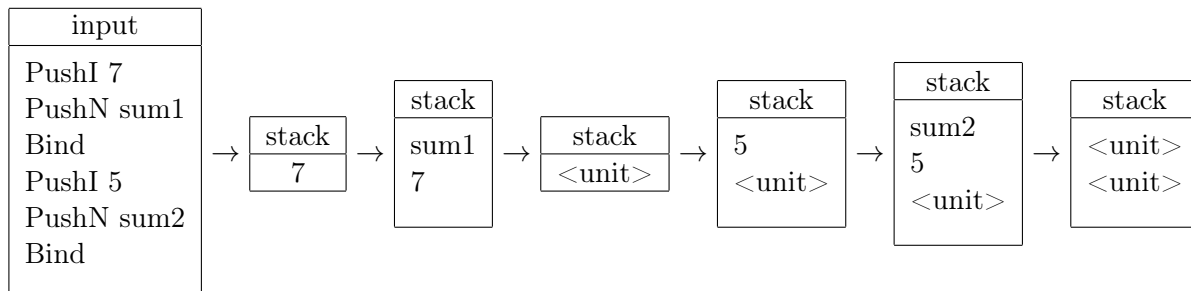 input
PushI 7
PushN sum1
Bind
PushI 5
PushN sum2
Bind
→
stack
7
→
stack
sum1
7
→
stack
<unit>
→
stack
5
<unit>
→
stack
sum2
5
<unit>
→
stack
<unit>
<unit>